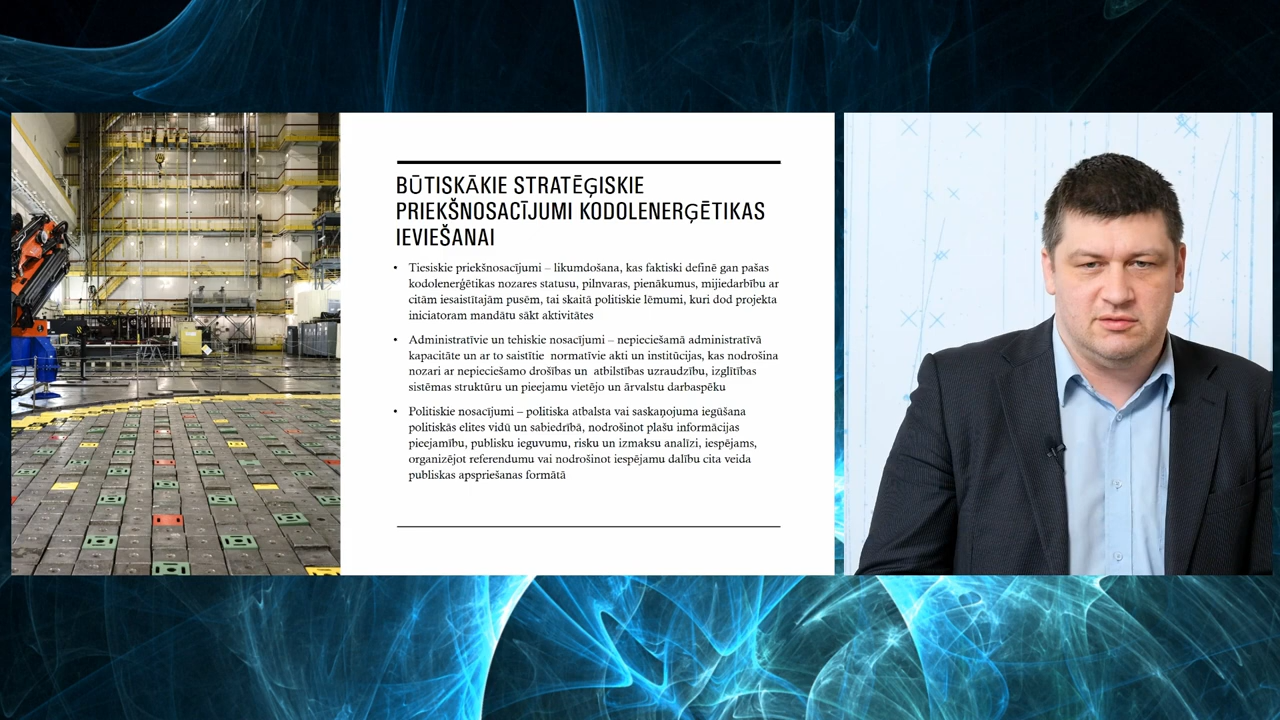 BŪTISKĀKIE STRATĒĢISKIE
PRIEKŠNOSACĪJUMI KODOLENERĢĒTIKAS
IEVIEŠANAI
• Tiesiskie priekšnosacījumi – likumdošana, kas faktiski definē gan pašas
kodolenerģētikas nozares statusu, pilnvaras, pienākumus, mijiedarbību ar
citām iesaistītajām pusēm, tai skaitā politiskie lēmumi, kuri dod projekta
iniciatoram mandātu sākt aktivitātes
• Administratīvie un tehiskie nosacījumi – nepieciešamā administratīvā
kapacitāte un ar to saistītie normatīvie akti un institūcijas, kas nodrošina
nozari ar nepieciešamo drošības un atbilstības uzraudzību, izglītības
sistēmas struktūru un pieejamu vietējo un ārvalstu darbaspēku
• Politiskie nosacījumi – politiska atbalsta vai saskaņojuma iegūšana
politiskās elites vidū un sabiedrībā, nodrošinot plašu informācijas
pieejamību, publisku ieguvumu, risku un izmaksu analīzi, iespējams,
organizējot referendumu vai nodrošinot iespējamu dalību cita veida
publiskas apspriešanas formātā